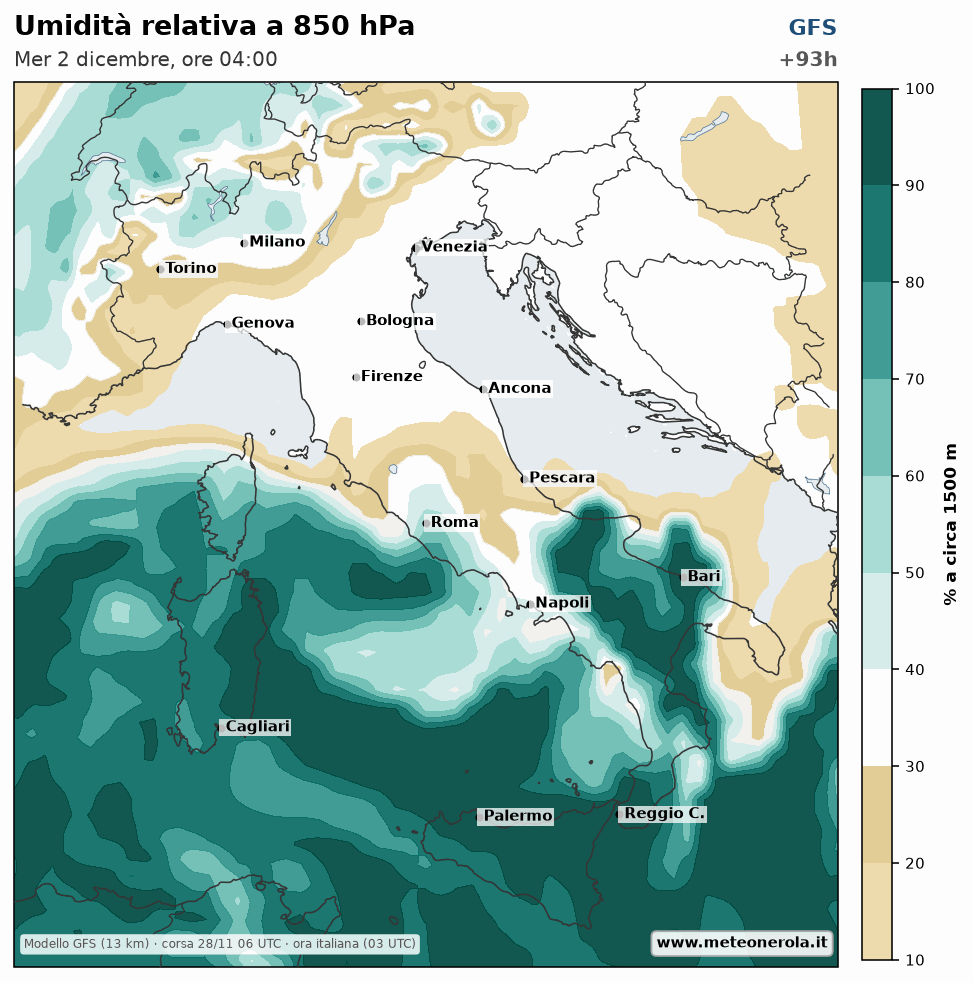 Umidità relativa a 850 hPa
GFS
Mer 2 dicembre, ore 04:00
+93h
100
90
80
70
60
50
40
30
20
10
% a circa 1500 m
Milano
Venezia
Torino
Genova
Bologna
Firenze
Ancona
Pescara
Roma
Bari
Napoli
Cagliari
Palermo
Reggio C.
Modello GFS (13 km) · corsa 28/11 06 UTC · ora italiana (03 UTC)
www.meteonerola.it